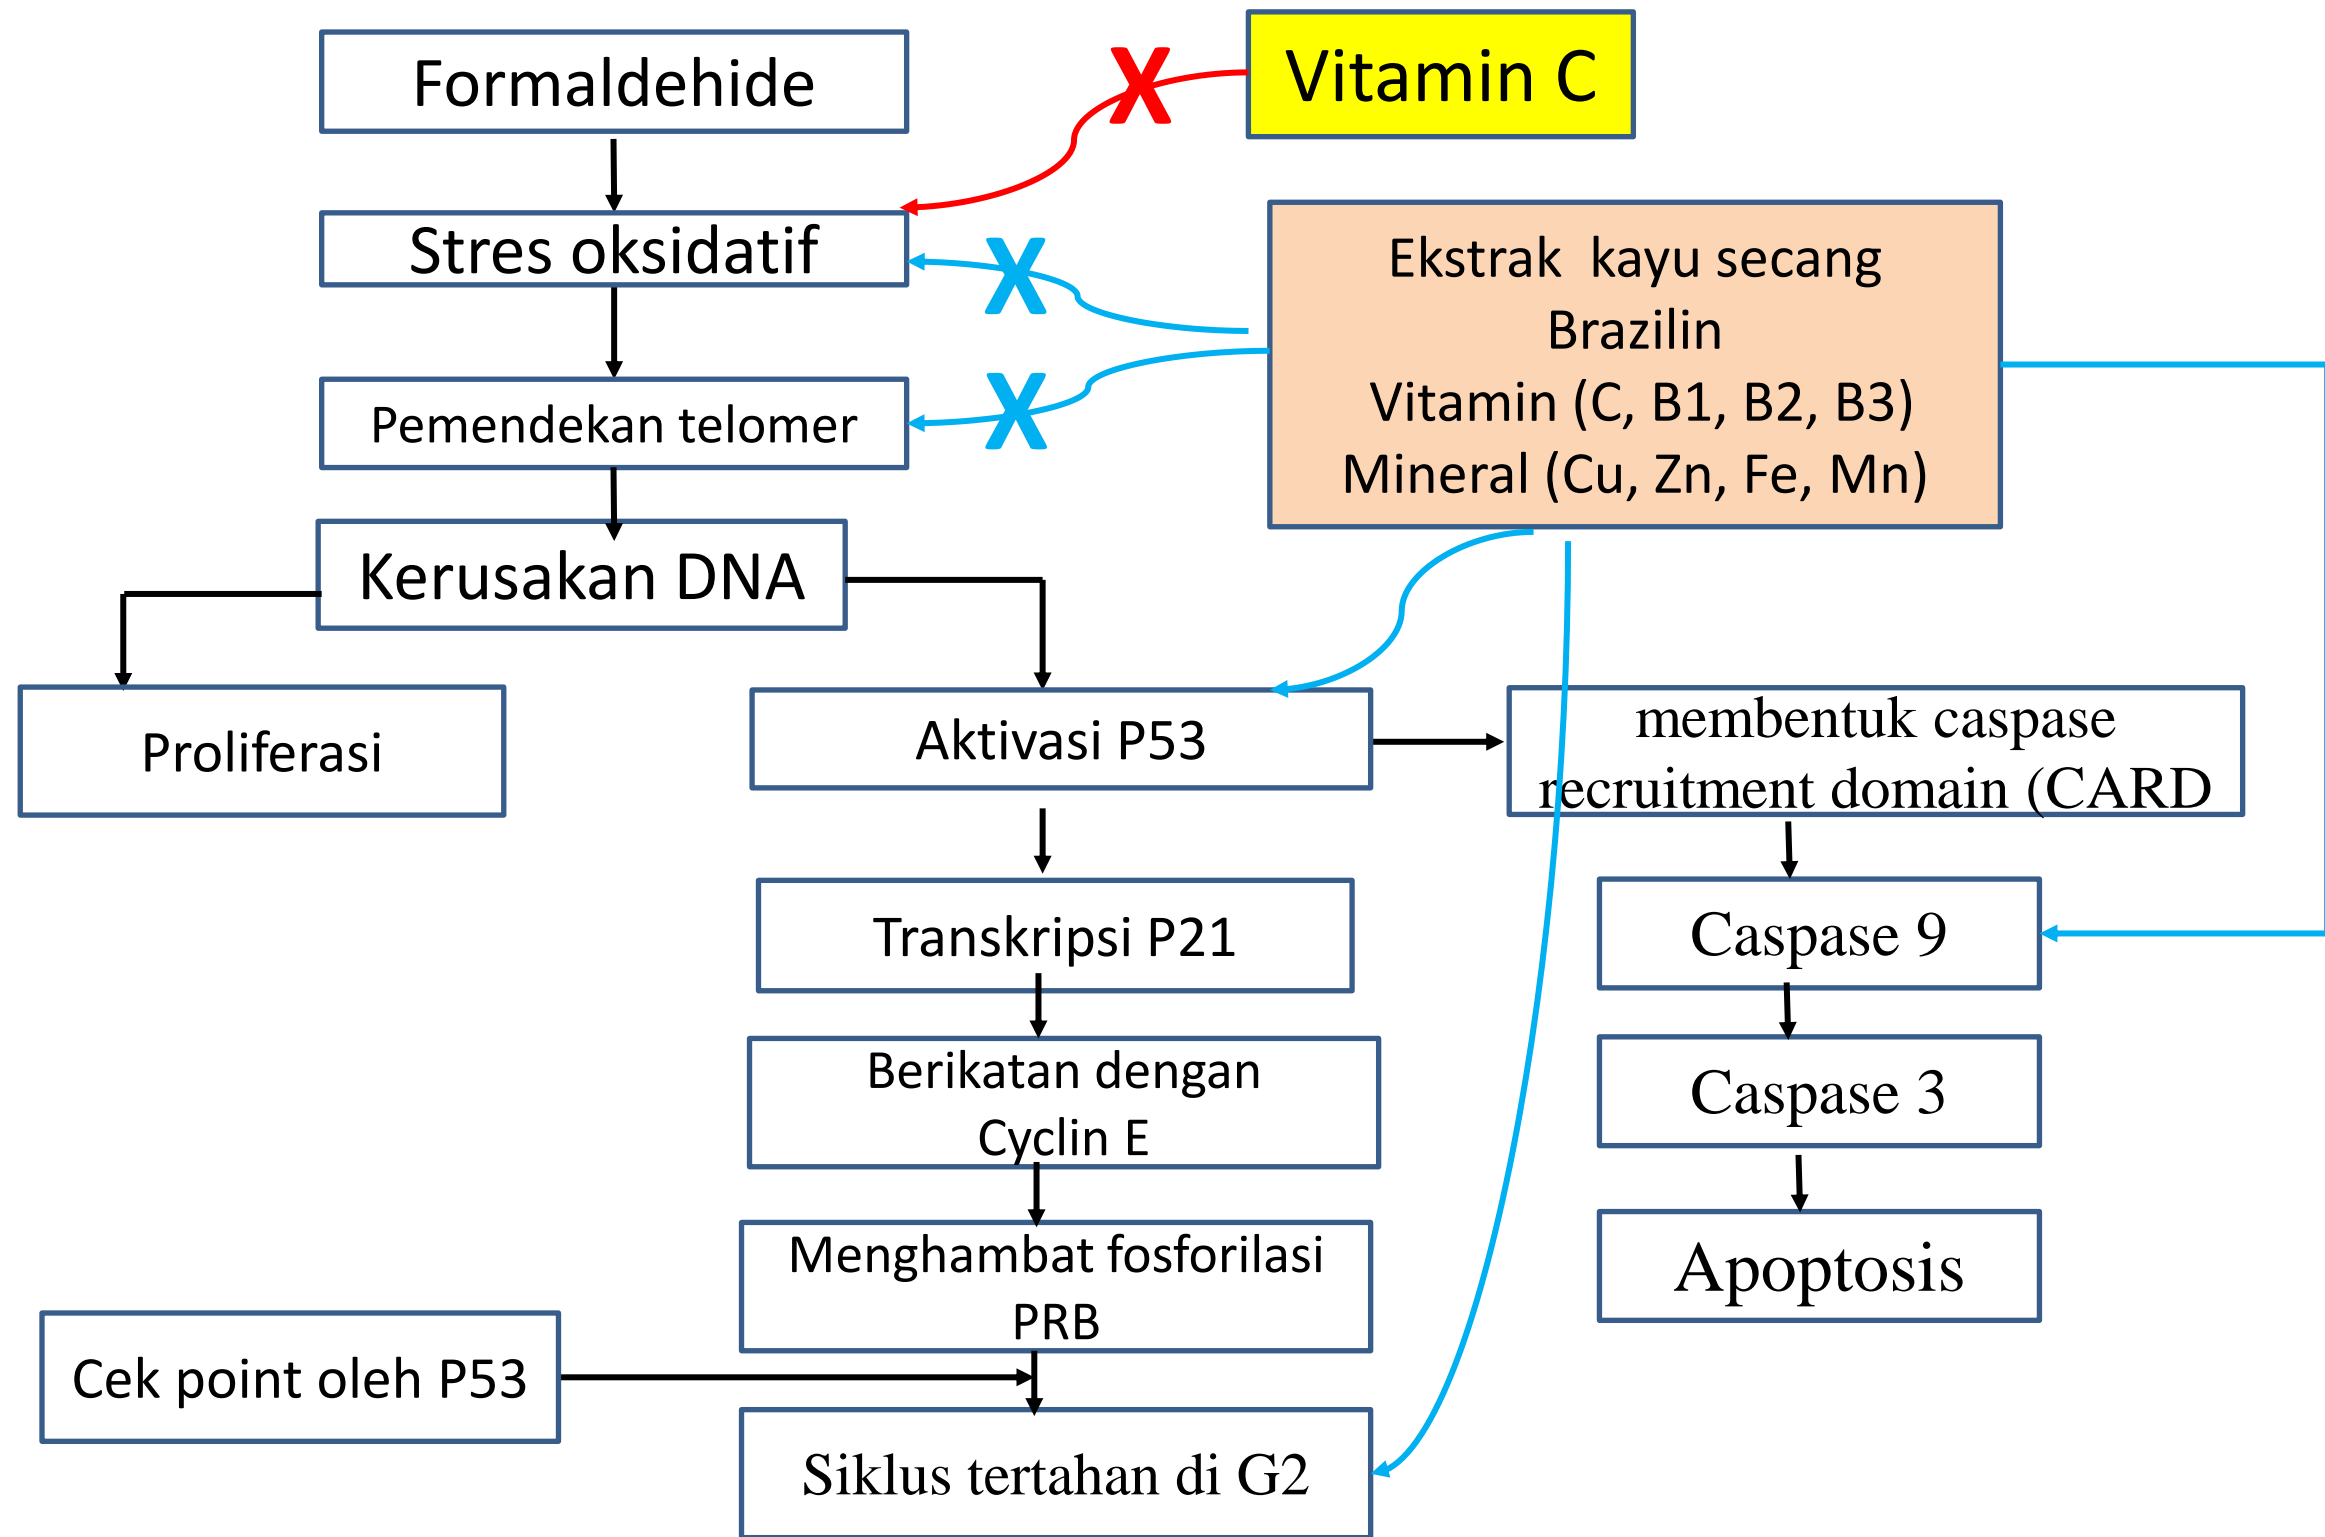 Formaldehide
X
Vitamin C
Stres oksidatif
X
Ekstrak kayu secang
Brazilin
Vitamin (C, B1, B2, B3)
Mineral (Cu, Zn, Fe, Mn)
Pemendekan telomer
X
Kerusakan DNA
Proliferasi
Aktivasi P53
membentuk caspase
recruitment domain (CARD
Transkripsi P21
Caspase 9
Berikatan dengan
Cyclin E
Caspase 3
Menghambat fosforilasi
PRB
Apoptosis
Cek point oleh P53
Siklus tertahan di G2